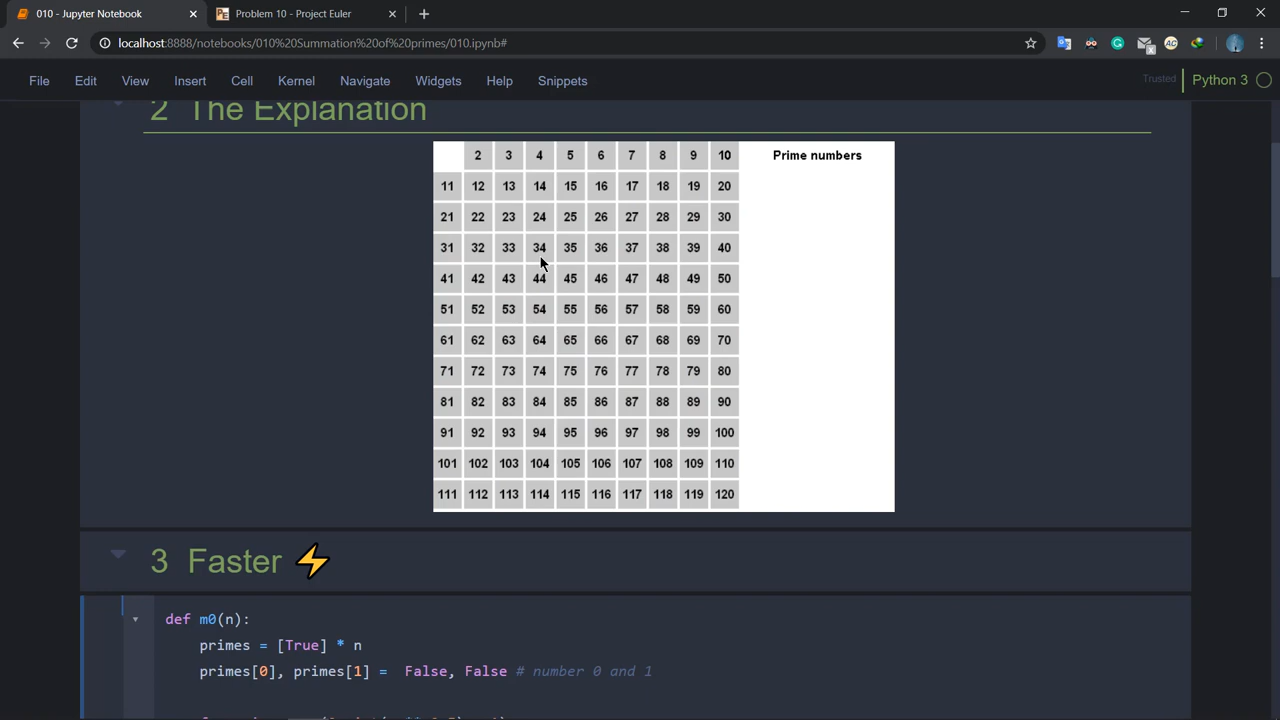 010 - Jupyter Notebook
Problem 10 - Project Euler
localhost:8888/notebooks/010%20Summation%20of%20primes/010.ipynb#
File Edit View Insert Cell Kernel Navigate Widgets Help Snippets Trusted Python 3
2 The Explanation
2 3 4 5 6 7 8 9 10 Prime numbers
11 12 13 14 15 16 17 18 19 20
21 22 23 24 25 26 27 28 29 30
31 32 33 34 35 36 37 38 39 40
41 42 43 44 45 46 47 48 49 50
51 52 53 54 55 56 57 58 59 60
61 62 63 64 65 66 67 68 69 70
71 72 73 74 75 76 77 78 79 80
81 82 83 84 85 86 87 88 89 90
91 92 93 94 95 96 97 98 99 100
101 102 103 104 105 106 107 108 109 110
111 112 113 114 115 116 117 118 119 120
3 Faster ⚡
def m0(n):
primes = [True] * n
primes[0], primes[1] = False, False # number 0 and 1